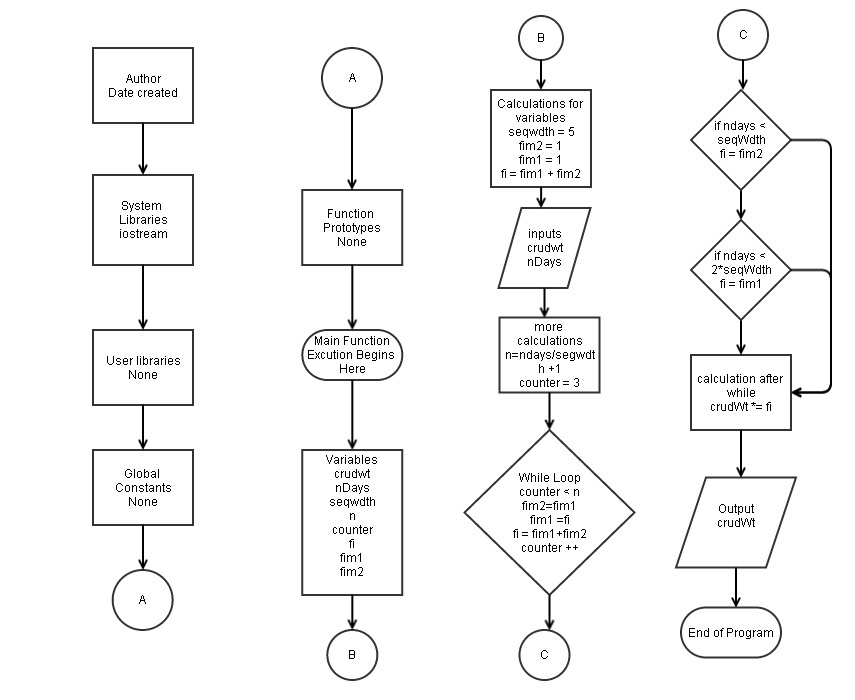 Author
Date created
System
Libraries
iostream
User libraries
None
Global
Constants
None
A
A
Function
Prototypes
None
Main Function
Excution Begins
Here
Variables
crudwt
nDays
seqwdth
n
counter
fi
fim1
fim2
B
B
Calculations for
variables
seqwdth = 5
fim2 = 1
fim1 = 1
fi = fim1 + fim2
inputs
crudwt
nDays
more
calculations
n=ndays/segwdt
h +1
counter = 3
While Loop
counter < n
fim2=fim1
fim1 =fi
fi = fim1+fim2
counter ++
C
C
if ndays <
seqWdth
fi = fim2
if ndays <
2*seqWdth
fi = fim1
calculation after
while
crudWt *= fi
Output
crudWt
End of Program